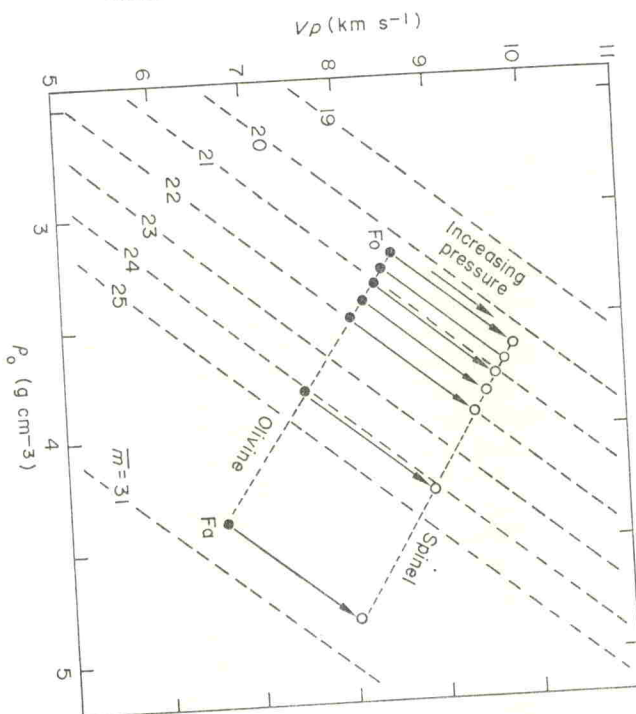 Vρ (km s⁻¹)
5
6
7
8
9
10
11
19
20
21
22
23
24
25
m̅=31
Increasing
pressure
Fo
Olivine
Fa
Spinel
3
4
5
ρ₀ (g cm-3)